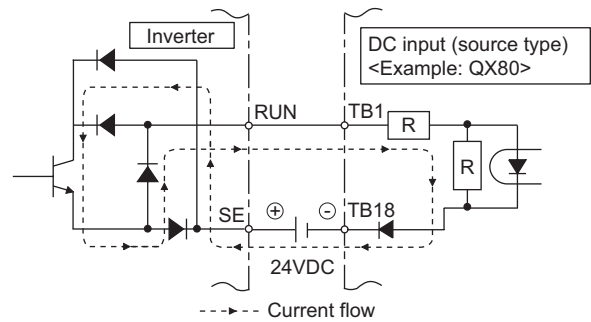 Inverter
DC input (source type)
<Example: QX80>
RUN
TB1
R
R
SE
+
-
TB18
24VDC
Current flow